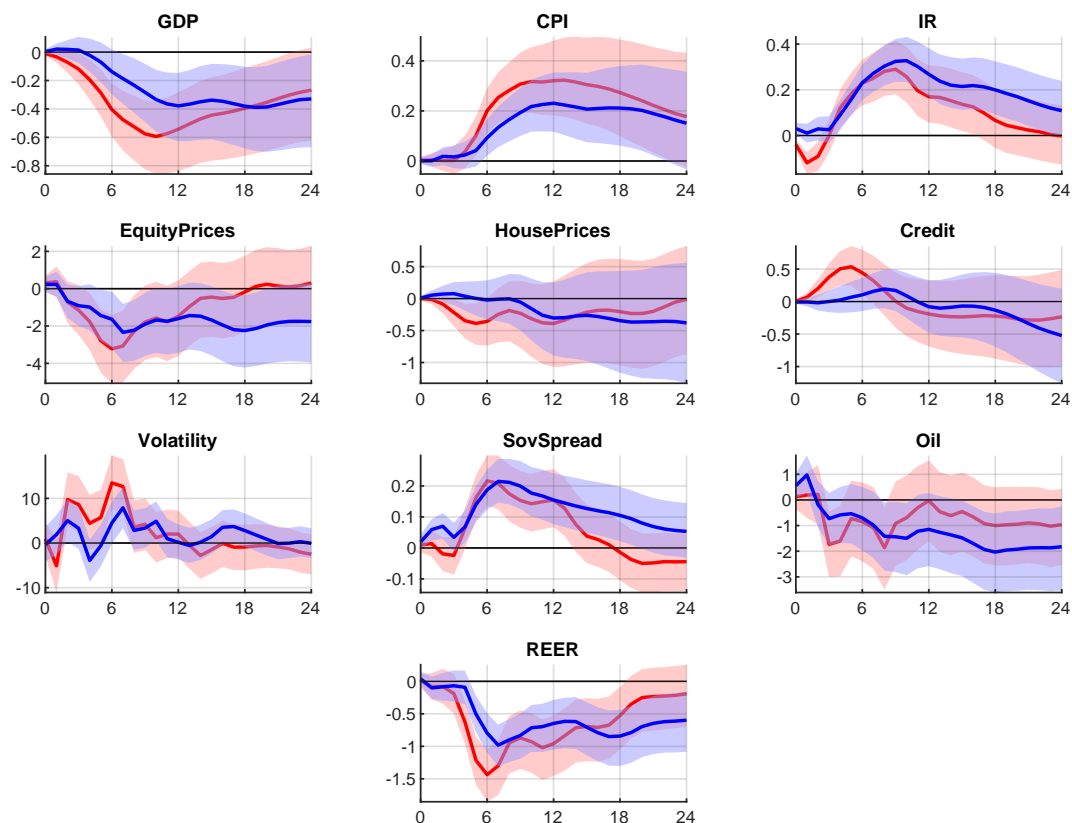 GDP
CPI
IR
0
-0.2
-0.4
-0.6
-0.8
0 6 12 18 24
0.4
0.2
0
0 6 12 18 24
0.4
0.2
0
0 6 12 18 24
EquityPrices
HousePrices
Credit
2
0
-2
-4
0 6 12 18 24
0.5
0
-0.5
-1
0 6 12 18 24
0.5
0
-0.5
-1
0 6 12 18 24
Volatility
SovSpread
Oil
10
0
-10
0 6 12 18 24
0.2
0.1
0
-0.1
0 6 12 18 24
1
0
-1
-2
-3
0 6 12 18 24
REER
0
-0.5
-1
-1.5
0 6 12 18 24